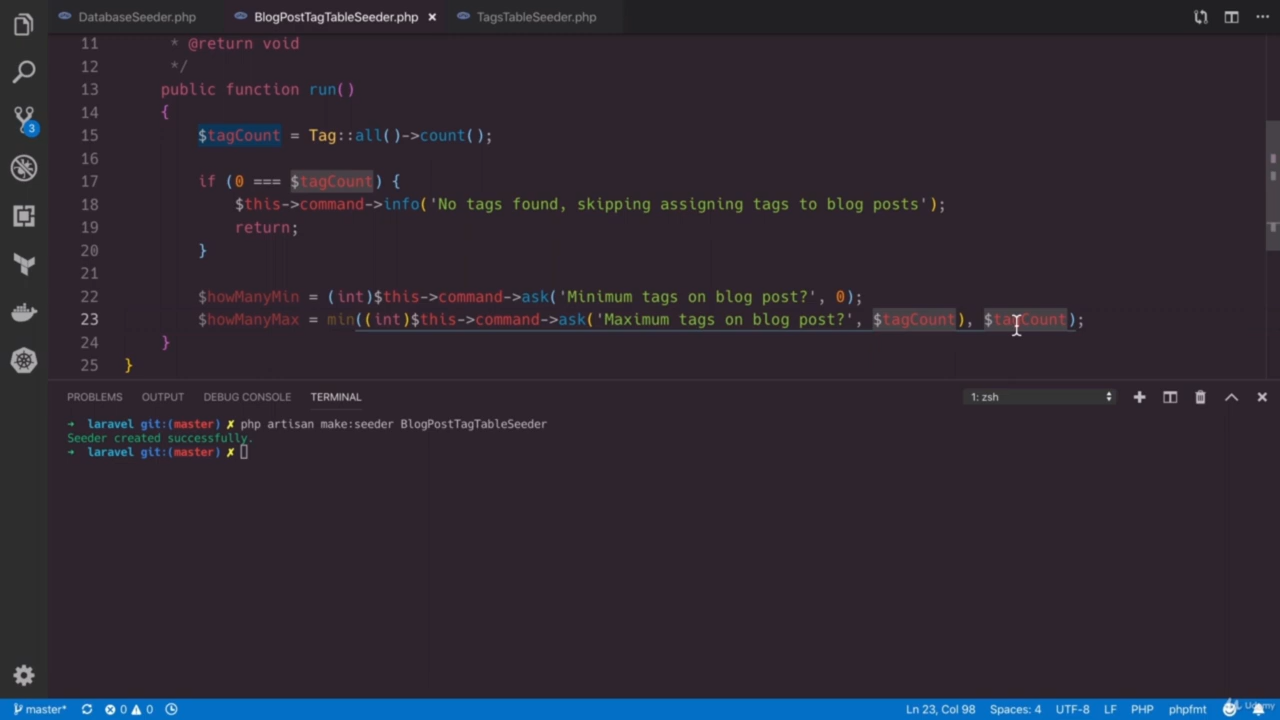 DatabaseSeeder.php BlogPostTagTableSeeder.php TagsTableSeeder.php
11 * @return void
12 */
13 public function run()
14 {
15 $tagCount = Tag::all()->count();
16
17 if (0 === $tagCount) {
18 $this->command->info('No tags found, skipping assigning tags to blog posts');
19 return;
20 }
21
22 $howManyMin = (int)$this->command->ask('Minimum tags on blog post?', 0);
23 $howManyMax = min((int)$this->command->ask('Maximum tags on blog post?', $tagCount), $tagCount);
24 }
25 }
3
PROBLEMS OUTPUT DEBUG CONSOLE TERMINAL 1: zsh
→ laravel git:(master) ✗ php artisan make:seeder BlogPostTagTableSeeder
Seeder created successfully.
→ laravel git:(master) ✗
master* 0 0 Ln 23, Col 98 Spaces: 4 UTF-8 LF PHP phpfmt
Udemy